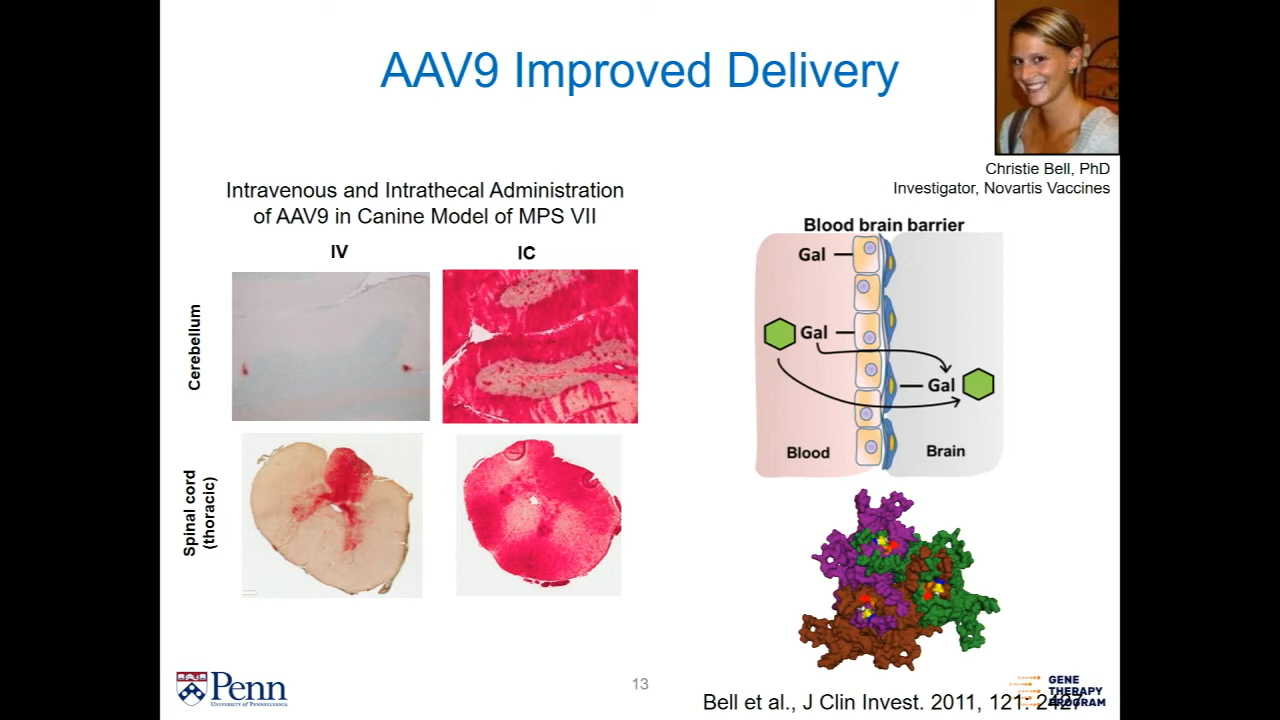 AAV9 Improved Delivery
Christie Bell, PhD
Investigator, Novartis Vaccines
Intravenous and Intrathecal Administration
of AAV9 in Canine Model of MPS VII
IV
IC
Cerebellum
Spinal cord
(thoracic)
Blood brain barrier
Gal
Gal
Gal
Blood
Brain
Penn
UNIVERSITY of PENNSYLVANIA
13
Bell et al., J Clin Invest. 2011, 121: 2427
GENE
THERAPY
PROGRAM